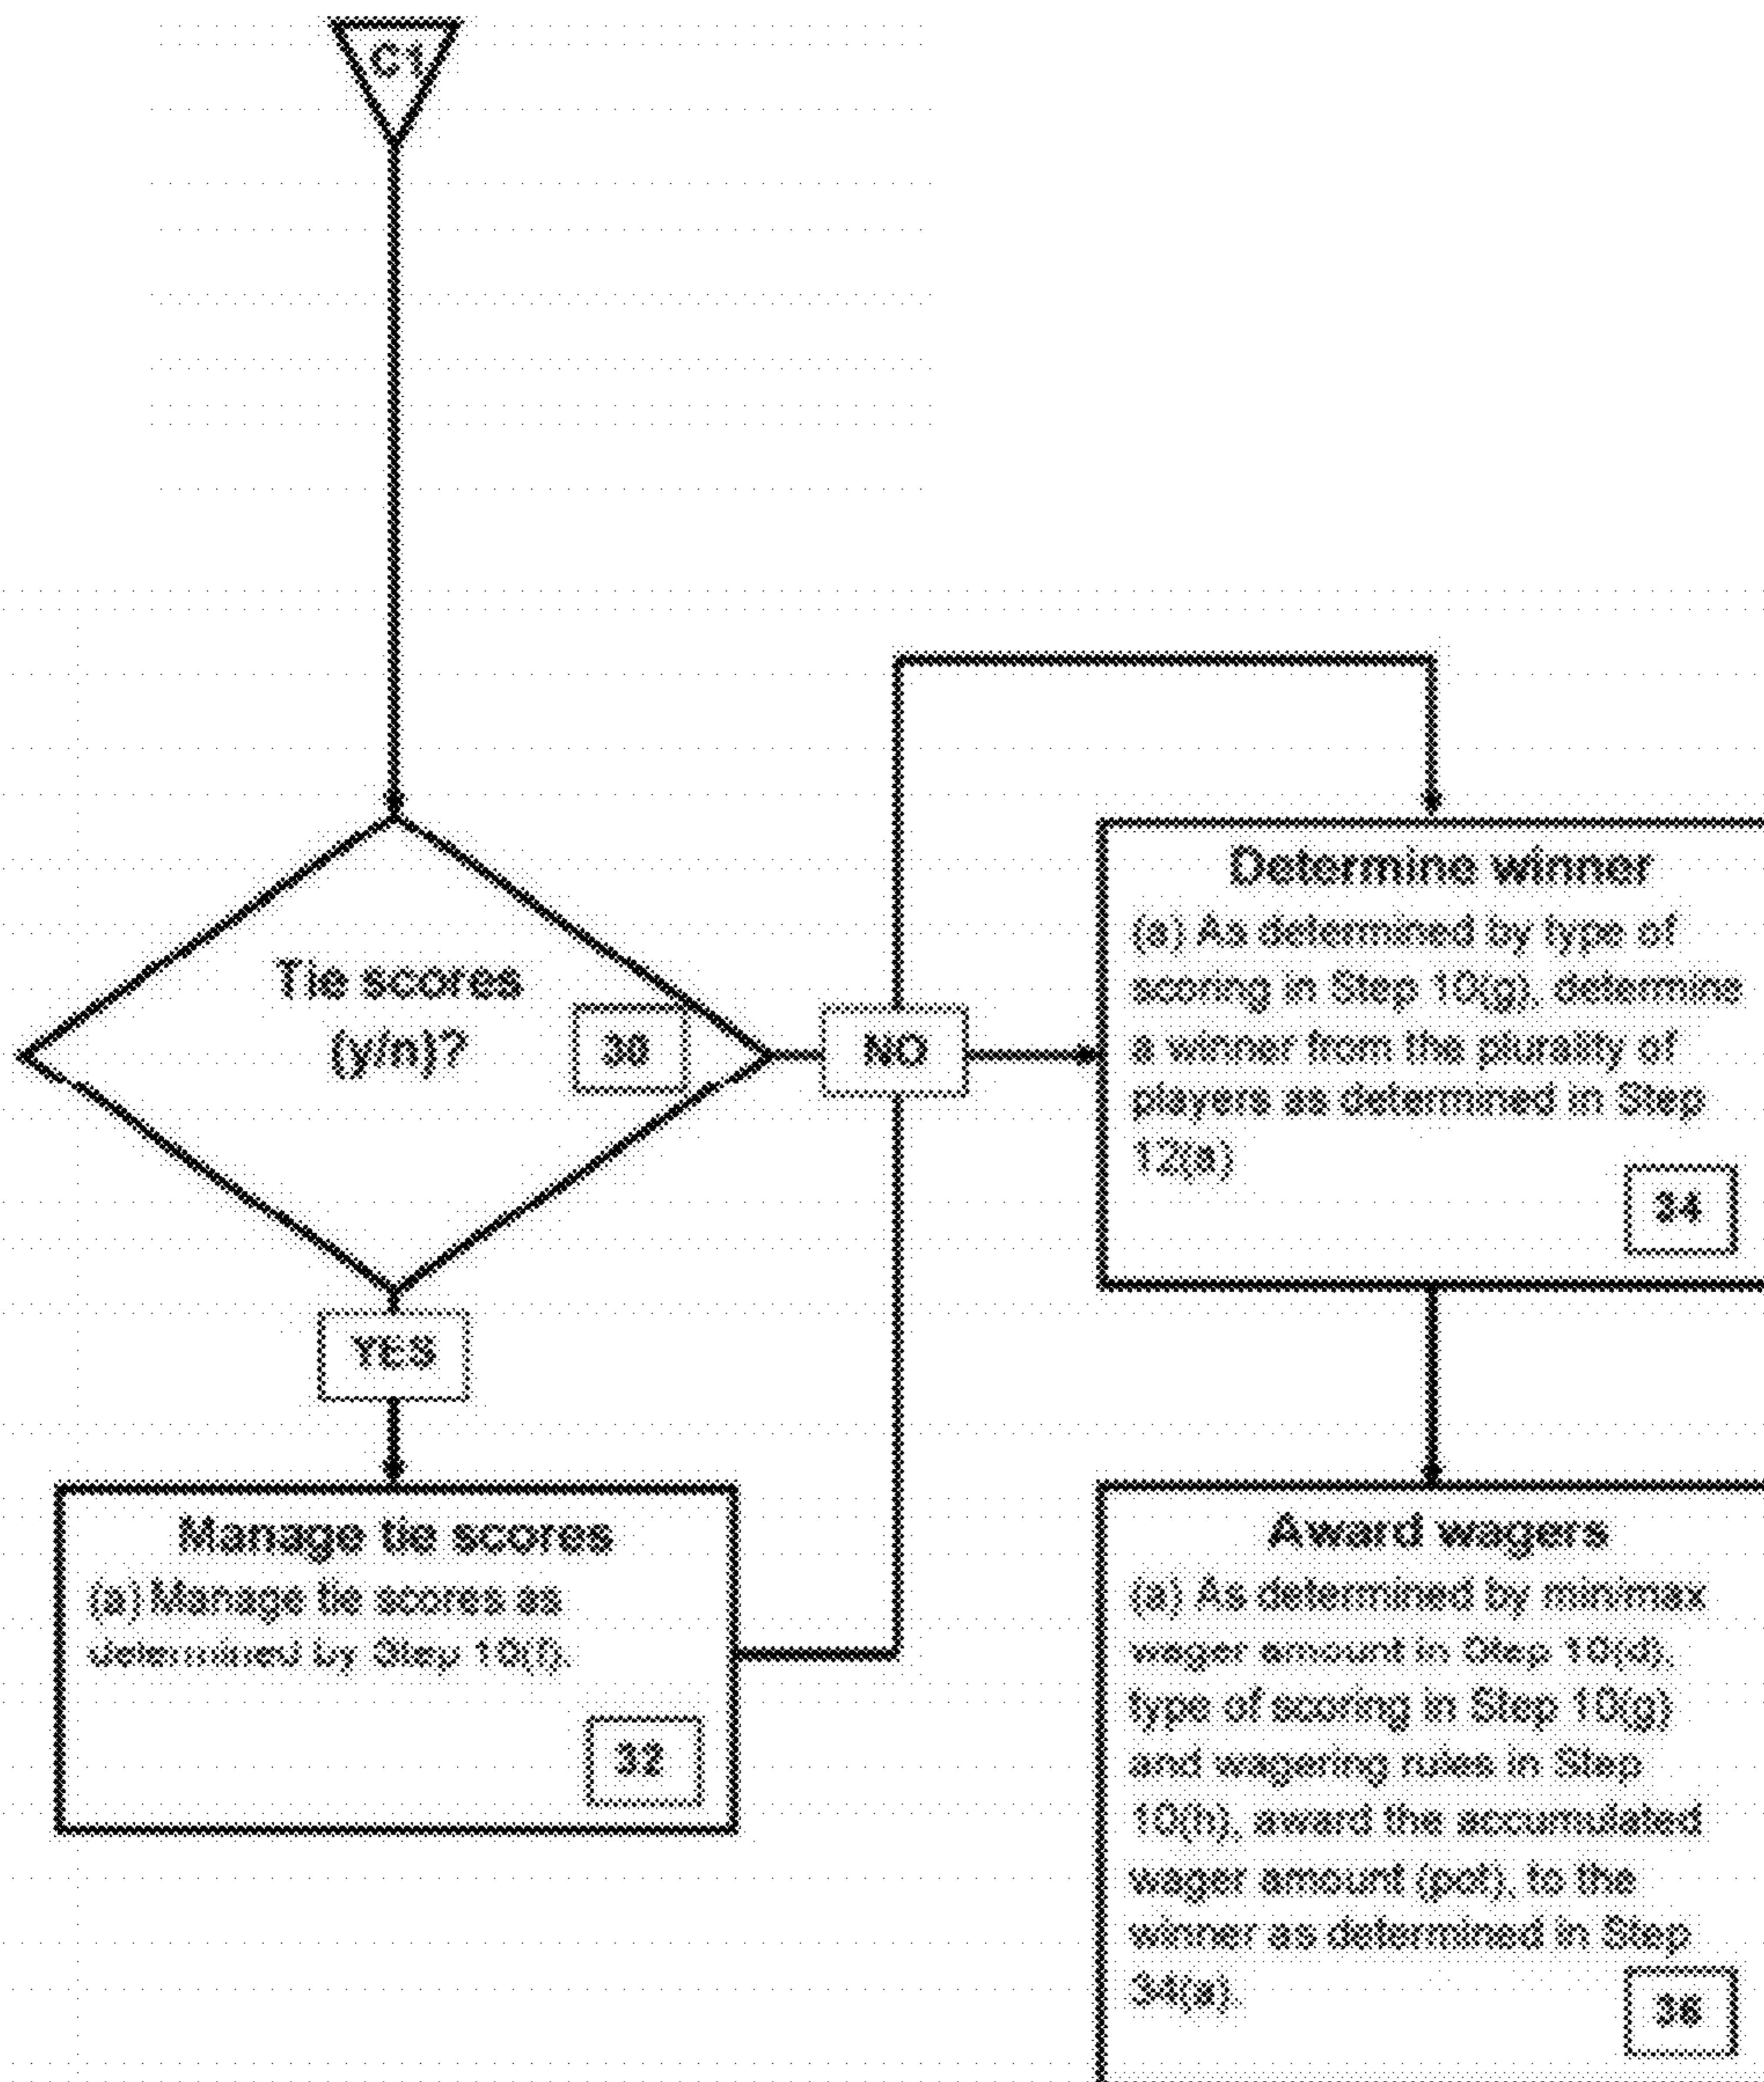 C1
Tie scores
(y/n)?
30
NO
YES
Determine winner
(a) As determined by type of
scoring in Step 10(g), determine
a winner from the plurality of
players as determined in Step
12(a)
34
Manage tie scores
(a) Manage tie scores as
determined by Step 10(f).
32
Award wagers
(a) As determined by minimax
wager amount in Step 10(d),
type of scoring in Step 10(g)
and wagering rules in Step
10(h), award the accumulated
wager amount (pot), to the
winner as determined in Step
34(a).
36